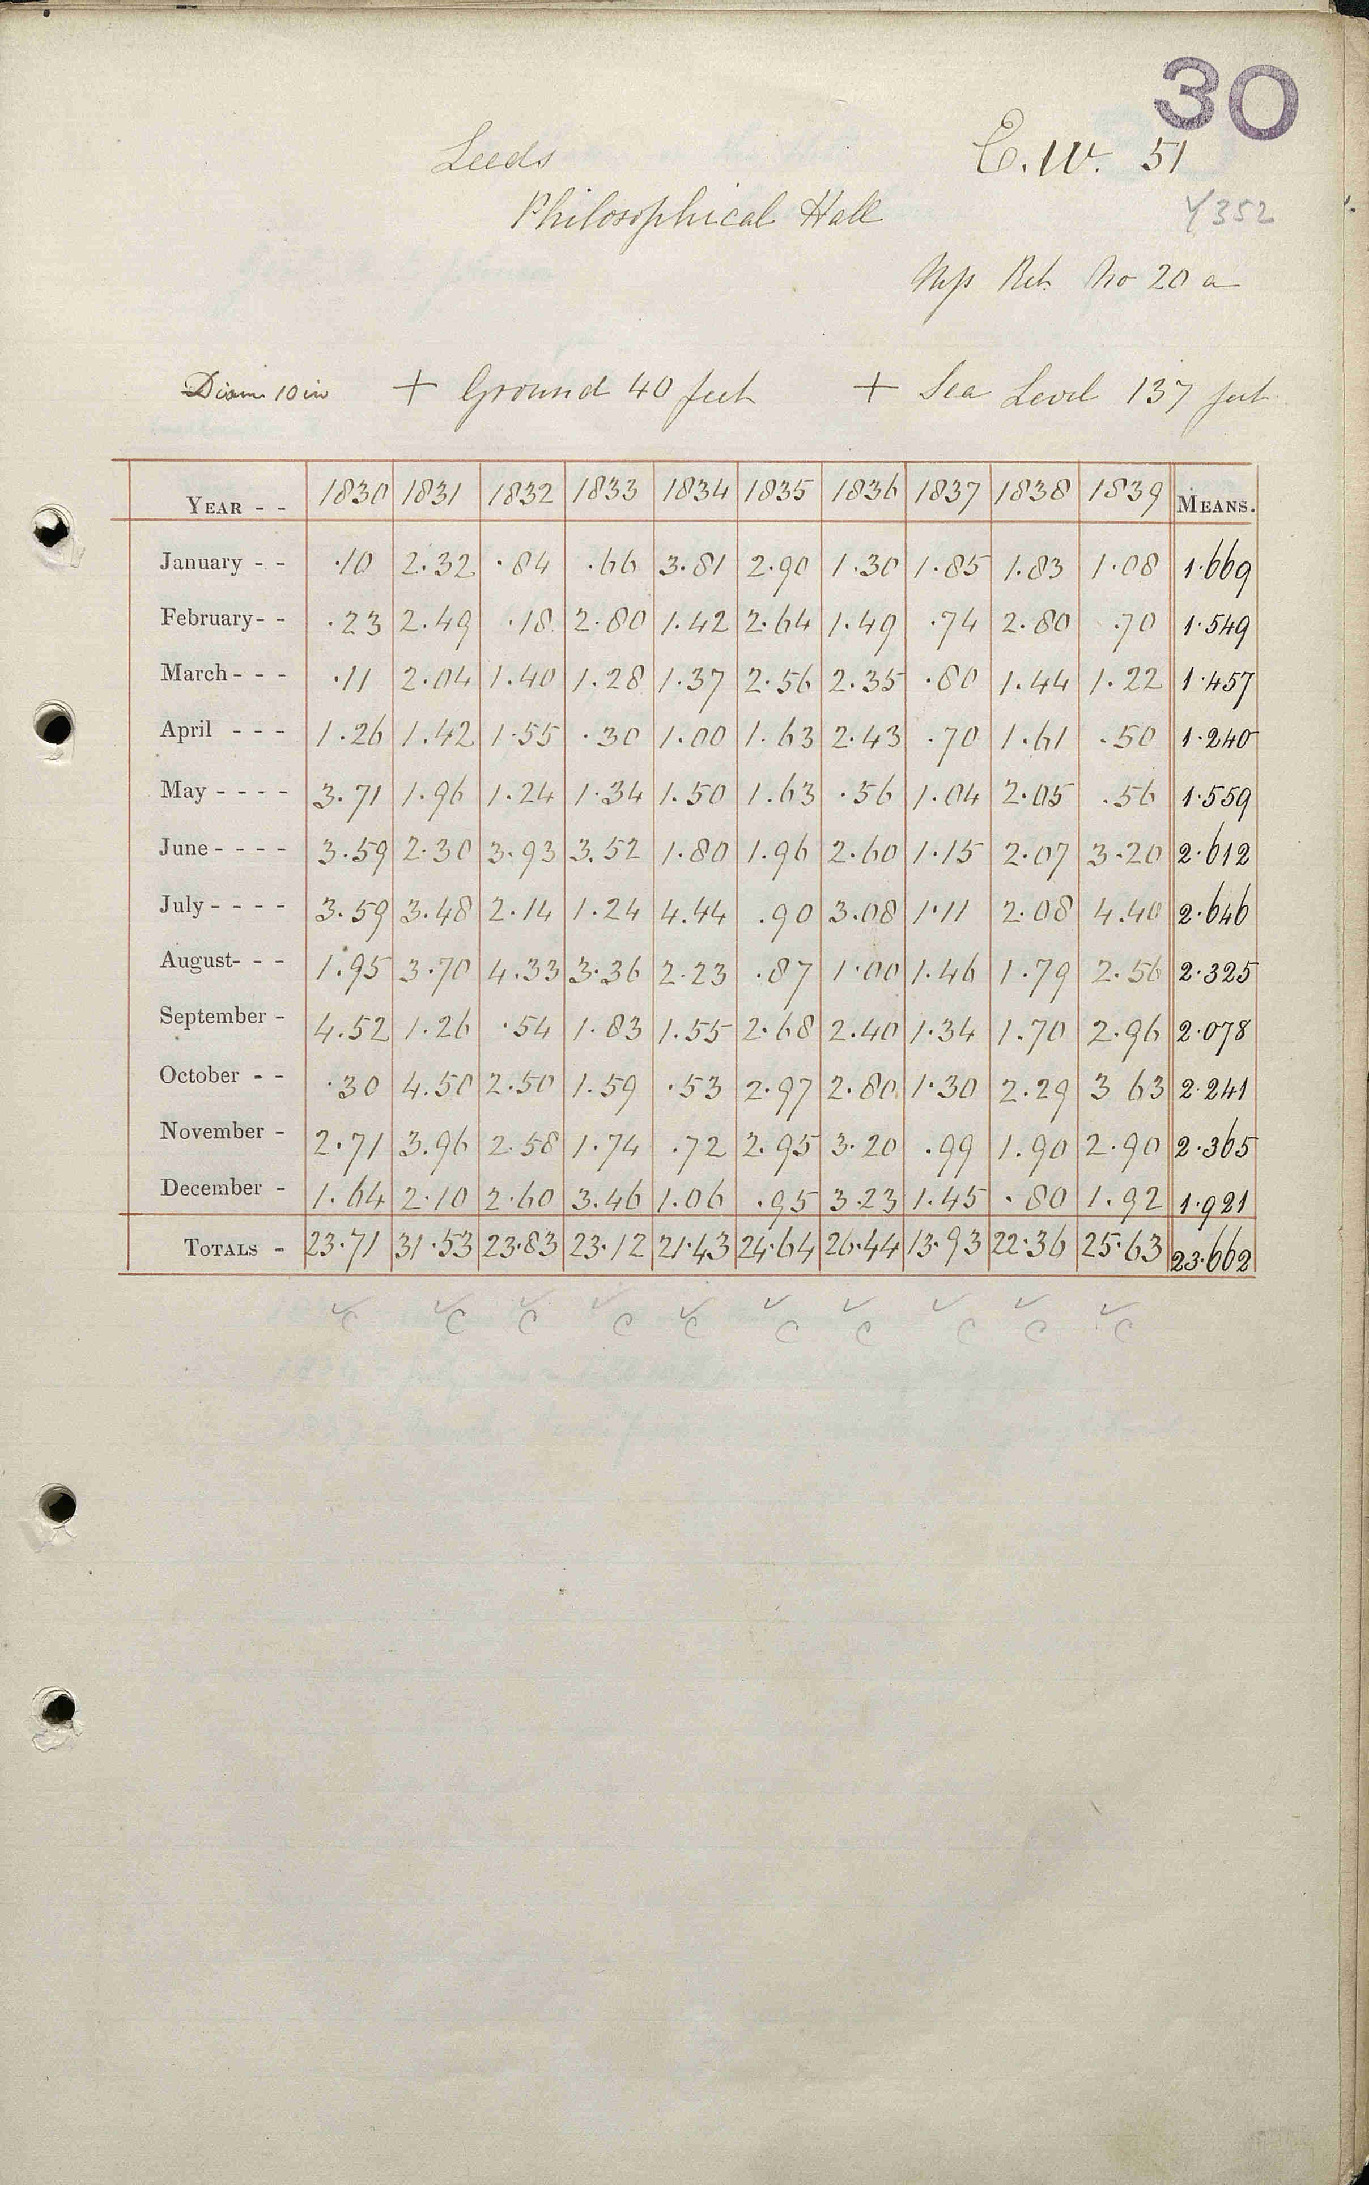 30
Leeds
E.W. 51
Philosophical Hall
Y352
No 20 a
Diam 10 in + Ground 40 feet + Sea Level 137 feet
YEAR - - 1830 1831 1832 1833 1834 1835 1836 1837 1838 1839 MEANS.
January - - .10 2.32 .84 .66 3.81 2.90 1.30 1.85 1.83 1.08 1.669
February- - .23 2.49 .18 2.80 1.42 2.64 1.49 .74 2.80 .70 1.549
March - - - .11 2.04 1.40 1.28 1.37 2.56 2.35 .80 1.44 1.22 1.457
April - - - 1.26 1.42 1.55 .30 1.00 1.63 2.43 .70 1.61 .50 1.240
May - - - - 3.71 1.96 1.24 1.34 1.50 1.63 .56 1.04 2.05 .56 1.559
June - - - - 3.59 2.30 3.93 3.52 1.80 1.96 2.60 1.15 2.07 3.20 2.612
July - - - - 3.59 3.48 2.14 1.24 4.44 .90 3.08 1.11 2.08 4.40 2.646
August- - - 1.95 3.70 4.33 3.36 2.23 .87 1.00 1.46 1.79 2.56 2.325
September - 4.52 1.26 .54 1.83 1.55 2.68 2.40 1.34 1.70 2.96 2.078
October - - .30 4.50 2.50 1.59 .53 2.97 2.80 1.30 2.29 3 63 2.241
November - 2.71 3.96 2.58 1.74 .72 2.95 3.20 .99 1.90 2.90 2.365
December - 1.64 2.10 2.60 3.46 1.06 .95 3.23 1.45 .80 1.92 1.921
TOTALS - 23.71 31.53 23.83 23.12 21.43 24.64 26.44 13.93 22.36 25.63 23.662
✓C ✓C ✓C ✓C ✓C ✓C ✓C ✓C ✓C ✓C